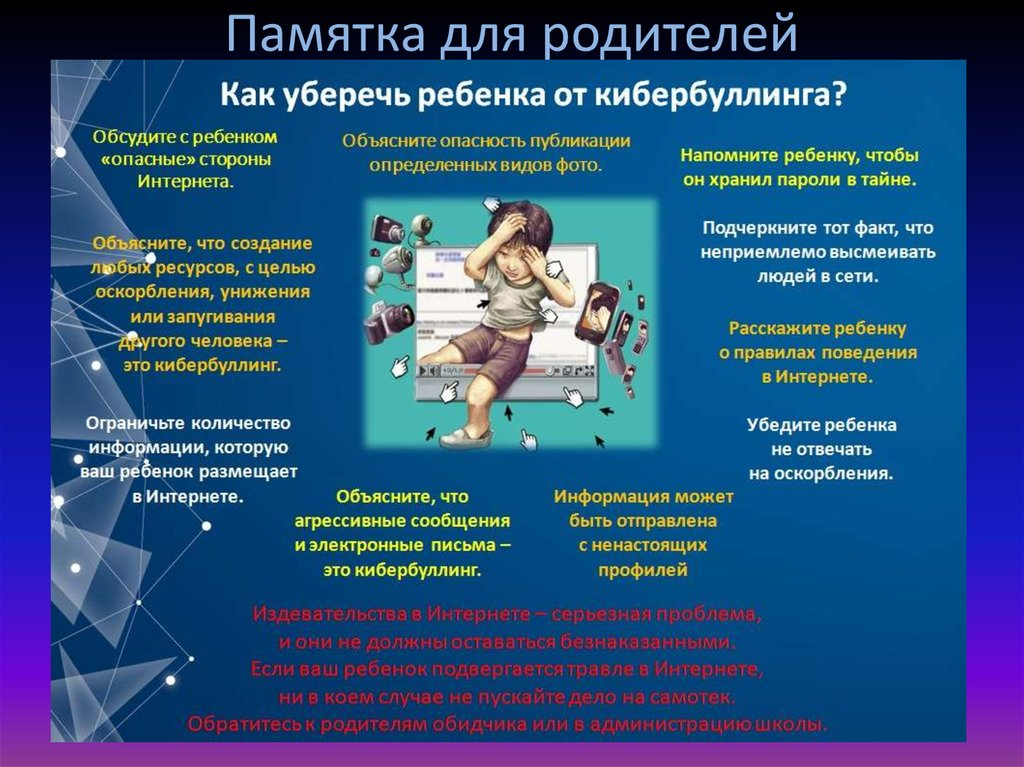 Памятка для родителей
Как уберечь ребенка от кибербуллинга?
Обсудите с ребенком
«опасные» стороны
Интернета.
Объясните опасность публикации
определенных видов фото.
Напомните ребенку, чтобы
он хранил пароли в тайне.
Объясните, что создание
любых ресурсов, с целью
оскорбления, унижения
или запугивания
другого человека –
это кибербуллинг.
Подчеркните тот факт, что
неприемлемо высмеивать
людей в сети.
Расскажите ребенку
о правилах поведения
в Интернете.
Ограничьте количество
информации, которую
ваш ребенок размещает
в Интернете.
Убедите ребенка
не отвечать
на оскорбления.
Объясните, что
агрессивные сообщения
и электронные письма –
это кибербуллинг.
Информация может
быть отправлена
с ненастоящих
профилей
Издевательства в Интернете – серьезная проблема,
и они не должны оставаться безнаказанными.
Если ваш ребенок подвергается травле в Интернете,
ни в коем случае не пускайте дело на самотек.
Обратитесь к родителям обидчика или в администрацию школы.